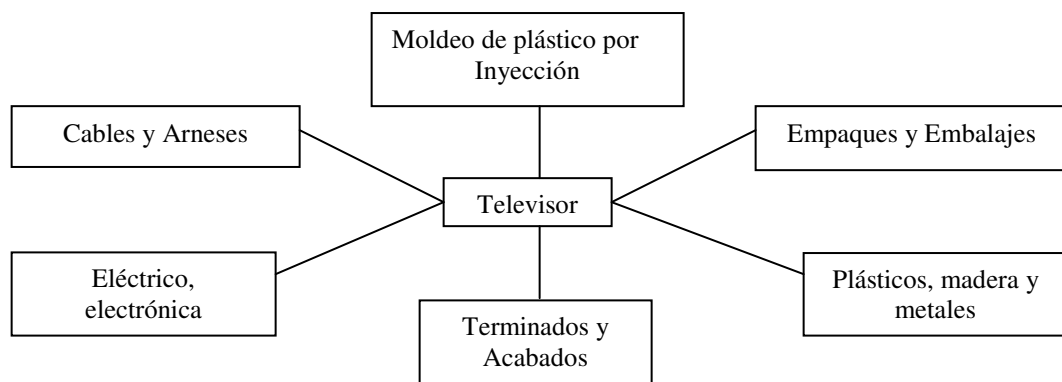 Moldeo de plástico por
Inyección
Cables y Arneses
Empaques y Embalajes
Televisor
Eléctrico,
electrónica
Plásticos, madera y
metales
Terminados y
Acabados